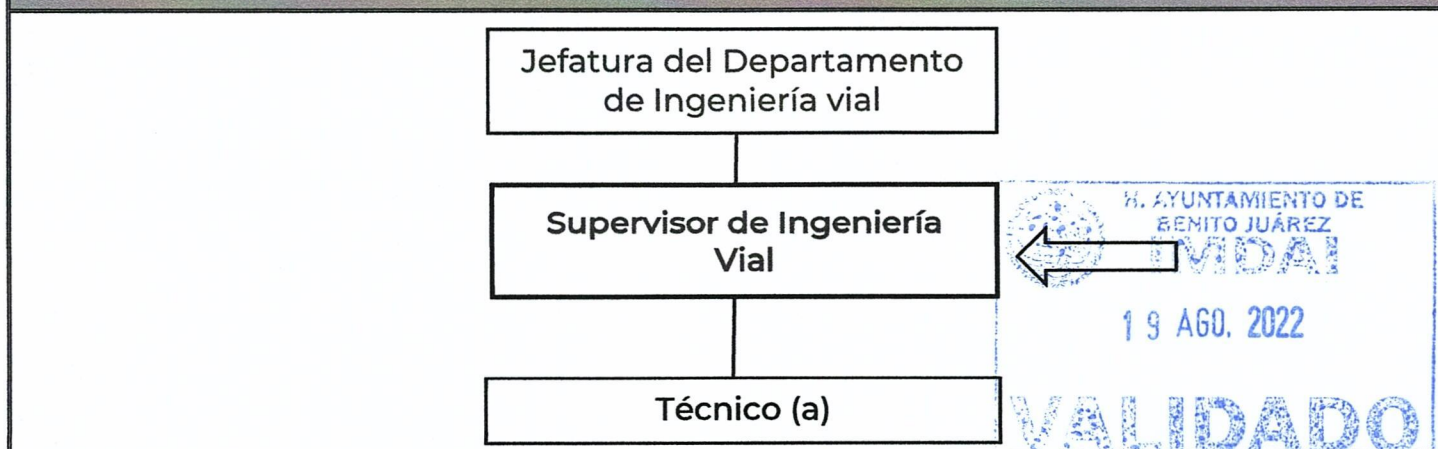 Jefatura del Departamento
de Ingeniería vial
Supervisor de Ingeniería
Vial
H. AYUNTAMIENTO DE
BENITO JUÁREZ
IMDAI
19 AGO. 2022
Técnico (a)
VALIDADO